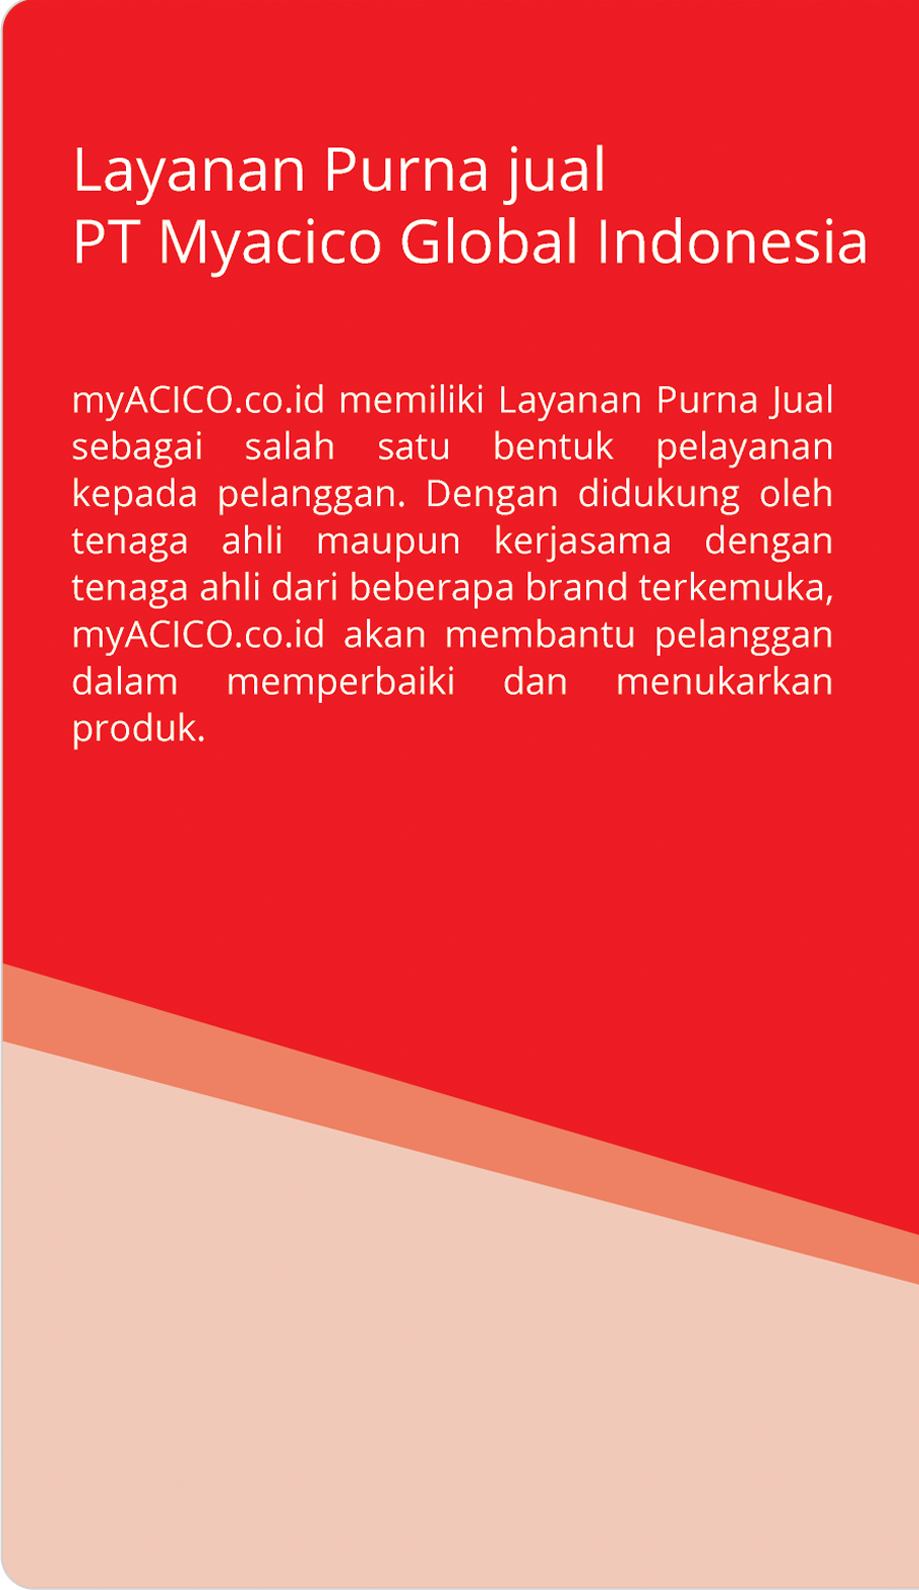 Layanan Purna jual
PT Myacico Global Indonesia
myACICO.co.id memiliki Layanan Purna Jual
sebagai salah satu bentuk pelayanan
kepada pelanggan. Dengan didukung oleh
tenaga ahli maupun kerjasama dengan
tenaga ahli dari beberapa brand terkemuka,
myACICO.co.id akan membantu pelanggan
dalam memperbaiki dan menukarkan
produk.